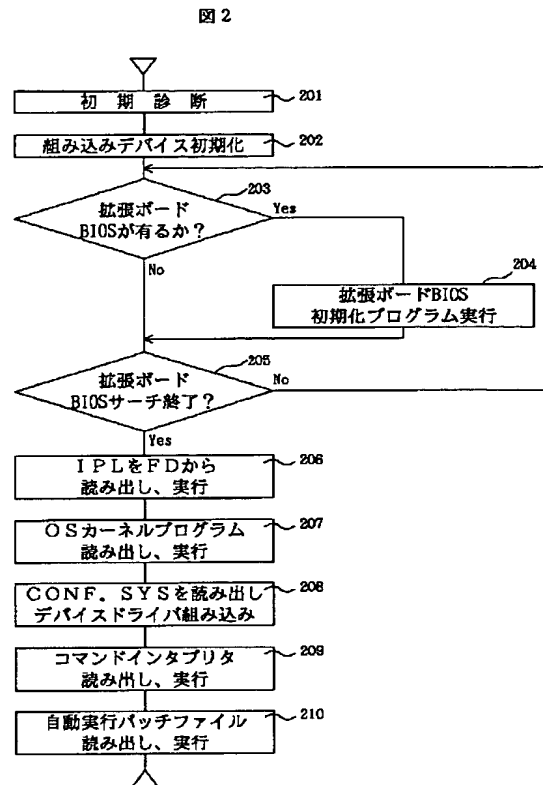 図2
初期診断
201
組み込みデバイス初期化
202
203
拡張ボード
BIOSが有るか？
Yes
No
204
拡張ボードBIOS
初期化プログラム実行
205
拡張ボード
BIOSサーチ終了？
No
Yes
ＩＰＬをＦＤから
読み出し、実行
206
ＯＳカーネルプログラム
読み出し、実行
207
ＣＯＮＦ．ＳＹＳを読み出し
デバイスドライバ組み込み
208
コマンドインタプリタ
読み出し、実行
209
自動実行バッチファイル
読み出し、実行
210